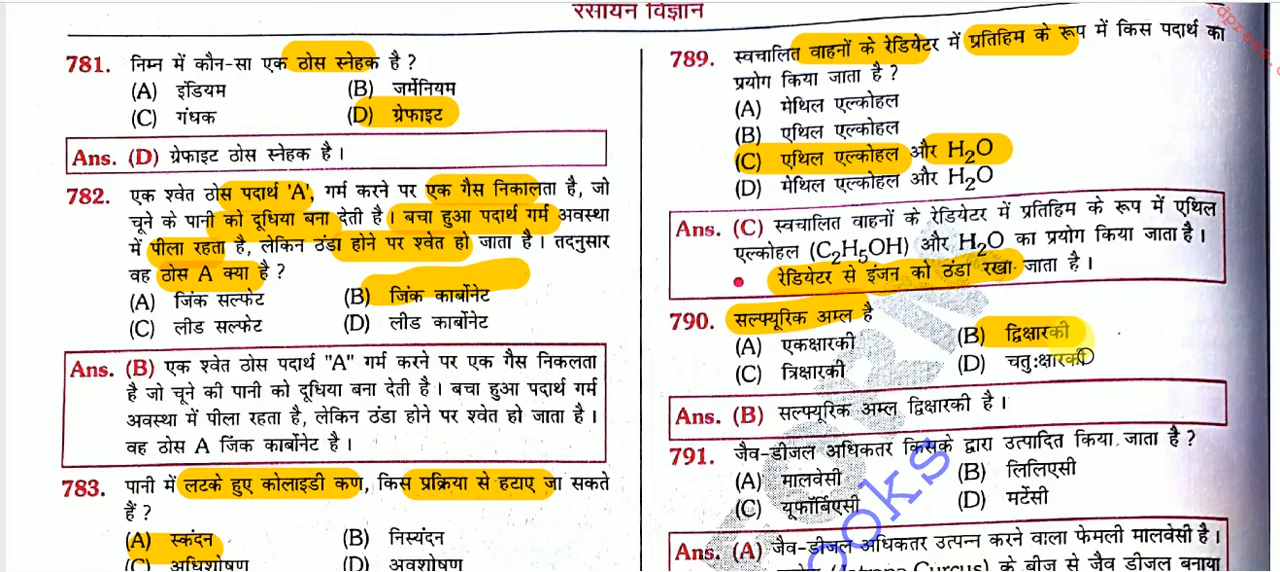 रसायन विज्ञान
781. निम्न में कौन-सा एक ठोस स्नेहक है ?
(A) इंडियम (B) जर्मेनियम
(C) गंधक (D) ग्रेफाइट
Ans. (D) ग्रेफाइट ठोस स्नेहक है।
782. एक श्वेत ठोस पदार्थ 'A', गर्म करने पर एक गैस निकालता है, जो
चूने के पानी को दूधिया बना देती है। बचा हुआ पदार्थ गर्म अवस्था
में पीला रहता है, लेकिन ठंडा होने पर श्वेत हो जाता है। तदनुसार
वह ठोस A क्या है ?
(A) जिंक सल्फेट (B) जिंक कार्बोनेट
(C) लीड सल्फेट (D) लीड कार्बोनेट
Ans. (B) एक श्वेत ठोस पदार्थ "A" गर्म करने पर एक गैस निकलता
है जो चूने की पानी को दूधिया बना देती है। बचा हुआ पदार्थ गर्म
अवस्था में पीला रहता है, लेकिन ठंडा होने पर श्वेत हो जाता है।
वह ठोस A जिंक कार्बोनेट है।
783. पानी में लटके हुए कोलाइडी कण, किस प्रक्रिया से हटाए जा सकते
हैं ?
(A) स्कंदन (B) निस्यंदन
(C) अधिशोषण (D) अवशोषण
789. स्वचालित वाहनों के रेडियेटर में प्रतिहिम के रूप में किस पदार्थ का
प्रयोग किया जाता है ?
(A) मेथिल एल्कोहल
(B) एथिल एल्कोहल
(C) एथिल एल्कोहल और H₂O
(D) मेथिल एल्कोहल और H₂O
Ans. (C) स्वचालित वाहनों के रेडियेटर में प्रतिहिम के रूप में एथिल
एल्कोहल (C₂H₅OH) और H₂O का प्रयोग किया जाता है।
● रेडियेटर से इंजन को ठंडा रखा जाता है।
790. सल्फ्यूरिक अम्ल है
(A) एकक्षारकी (B) द्विक्षारकी
(C) त्रिक्षारकी (D) चतु:क्षारकी
Ans. (B) सल्फ्यूरिक अम्ल द्विक्षारकी है।
791. जैव-डीजल अधिकतर किसके द्वारा उत्पादित किया जाता है ?
(A) मालवेसी (B) लिलिएसी
(C) यूफॉर्बिएसी (D) मर्टेसी
Ans. (A) जैव-डीजल अधिकतर उत्पन्न करने वाला फेमली मालवेसी है।
Curcus) के बीज से जैव डीजल बनाया
ooks